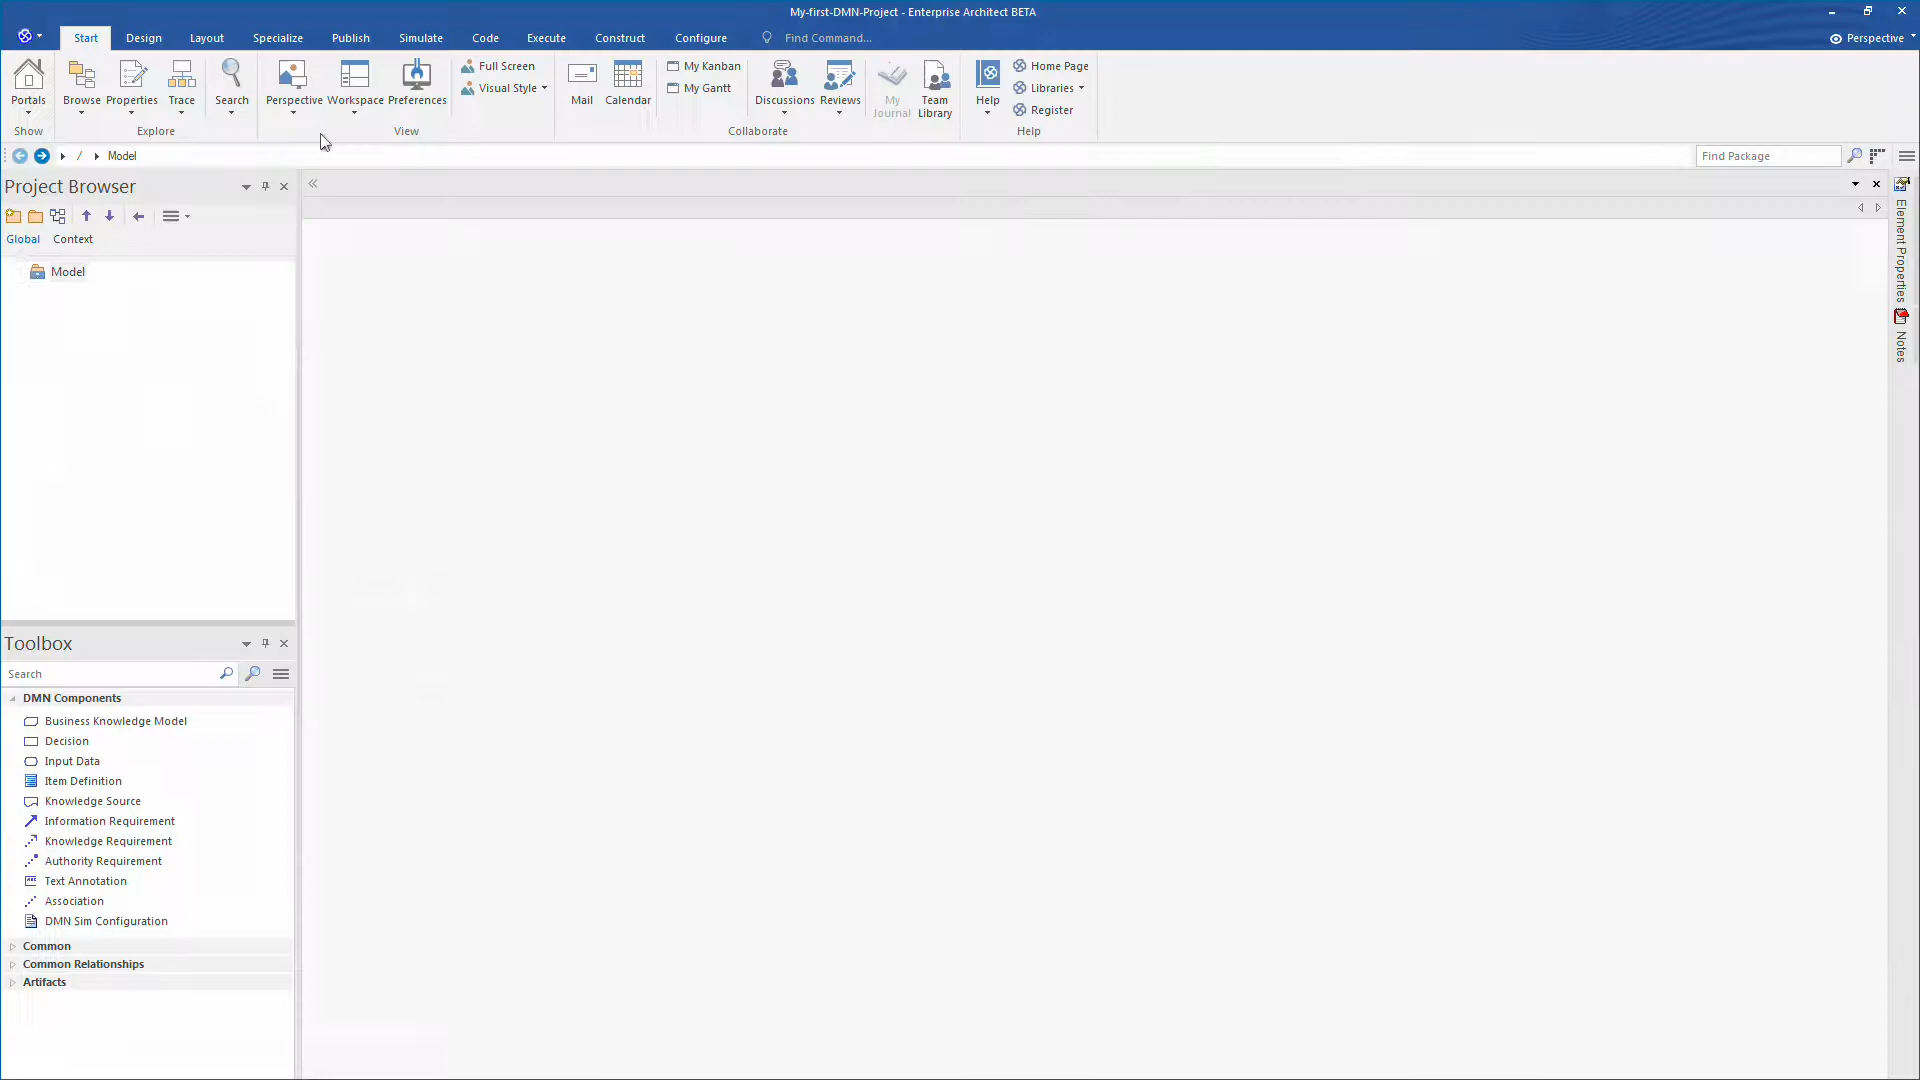 My-first-DMN-Project - Enterprise Architect BETA
Start Design Layout Specialize Publish Simulate Code Execute Construct Configure Find Command... Perspective
Portals Browse Properties Trace Search Perspective Workspace Preferences Full Screen Visual Style Mail Calendar My Kanban My Gantt Discussions Reviews My Journal Team Library Help Home Page Libraries Register
Show Explore View Collaborate Help
/ Model Find Package
Project Browser
Global Context
Model
Toolbox
Search
DMN Components
Business Knowledge Model
Decision
Input Data
Item Definition
Knowledge Source
Information Requirement
Knowledge Requirement
Authority Requirement
Text Annotation
Association
DMN Sim Configuration
Common
Common Relationships
Artifacts
Element Properties
Notes